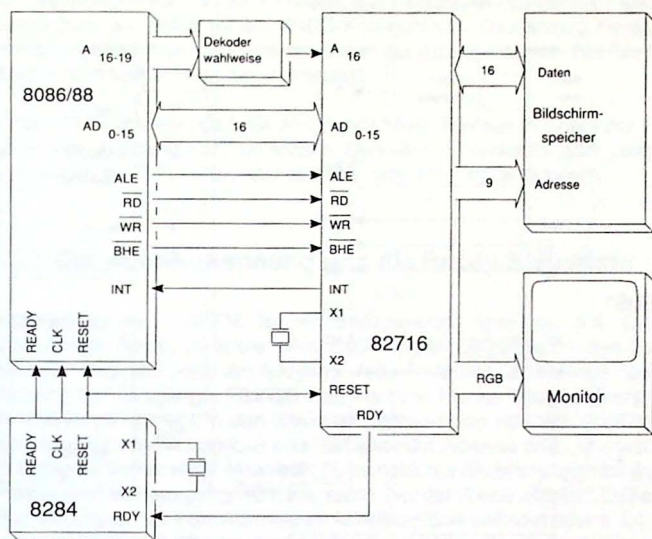 8086/88
A 16-19
AD 0-15
ALE
RD
WR
BHE
INT
READY
CLK
RESET
Dekoder
wahlweise
16
A 16
AD 0-15
ALE
RD
WR
BHE
INT
X1
X2
RESET
RDY
82716
16
9
RGB
Daten
Bildschirm-
speicher
Adresse
Monitor
READY
CLK
RESET
8284
X1
X2
RDY